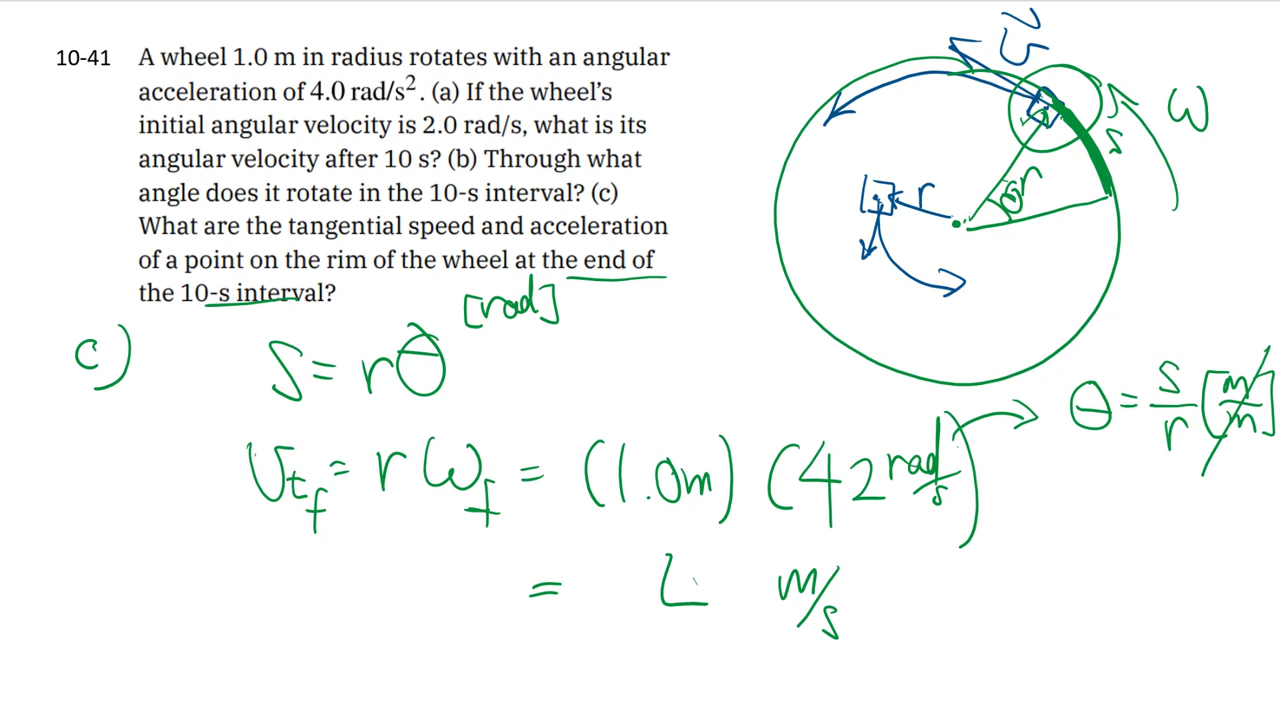 10-41 A wheel 1.0 m in radius rotates with an angular
acceleration of 4.0 rad/s². (a) If the wheel's
initial angular velocity is 2.0 rad/s, what is its
angular velocity after 10 s? (b) Through what
angle does it rotate in the 10-s interval? (c)
What are the tangential speed and acceleration
of a point on the rim of the wheel at the end of
the 10-s interval?
ω
s
r
θ
r
[rad]
c) S = rθ
θ = s/r [m/m]
v_tf = r ω_f = (1.0m) (42 rad/s)
= m/s